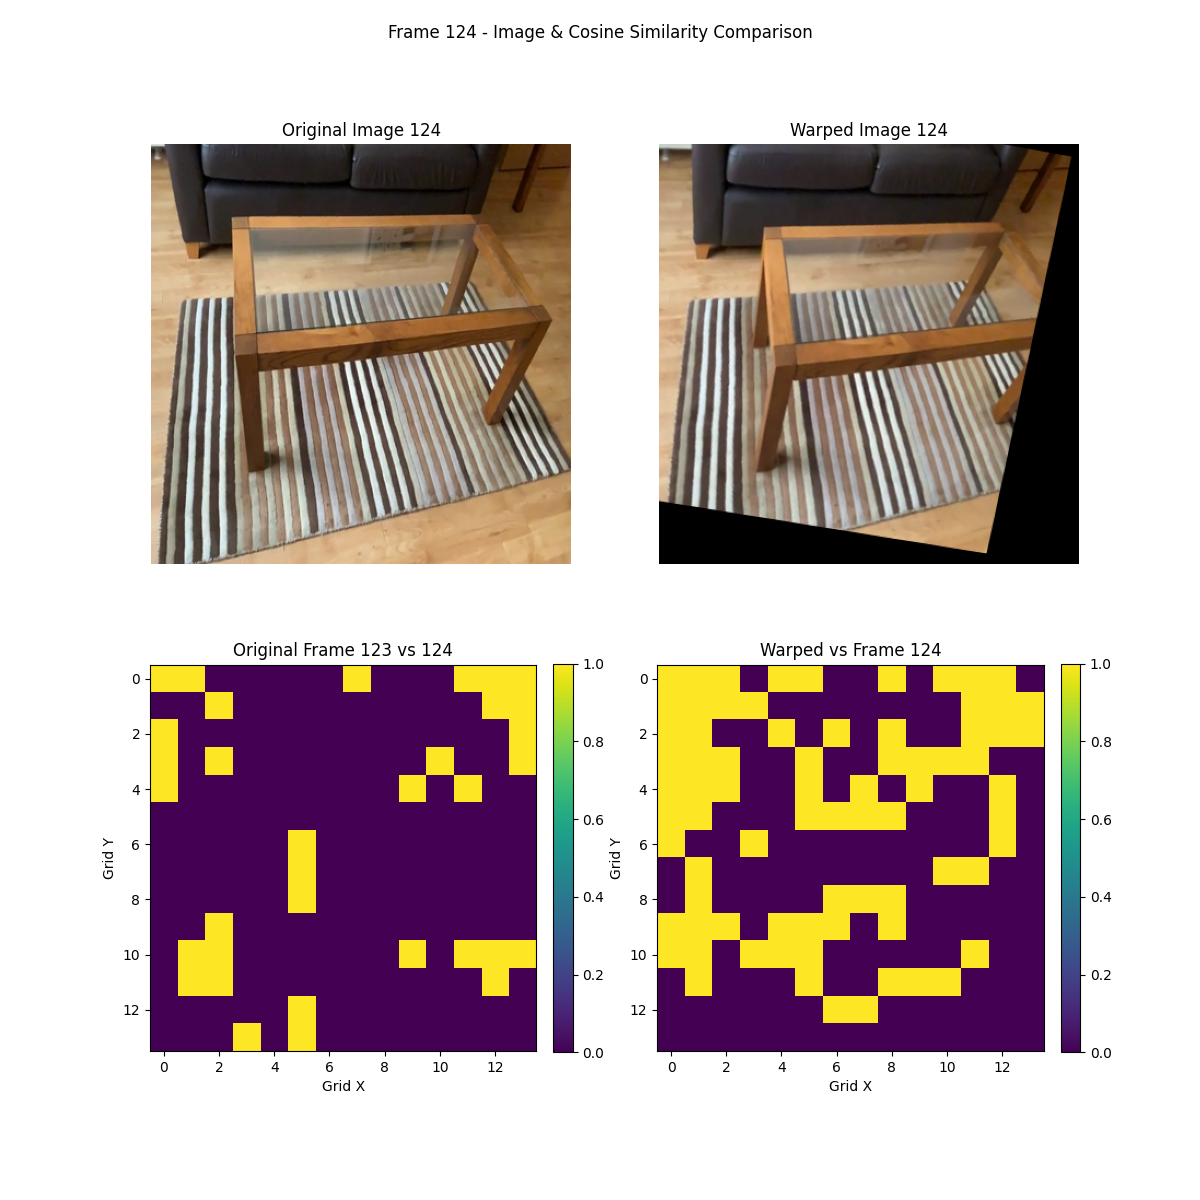 Frame 124 - Image & Cosine Similarity Comparison
Original Image 124
Warped Image 124
Original Frame 123 vs 124
0
2
4
6
8
10
12
Grid Y
0 2 4 6 8 10 12
Grid X
1.0
0.8
0.6
0.4
0.2
0.0
Warped vs Frame 124
0
2
4
6
8
10
12
Grid Y
0 2 4 6 8 10 12
Grid X
1.0
0.8
0.6
0.4
0.2
0.0